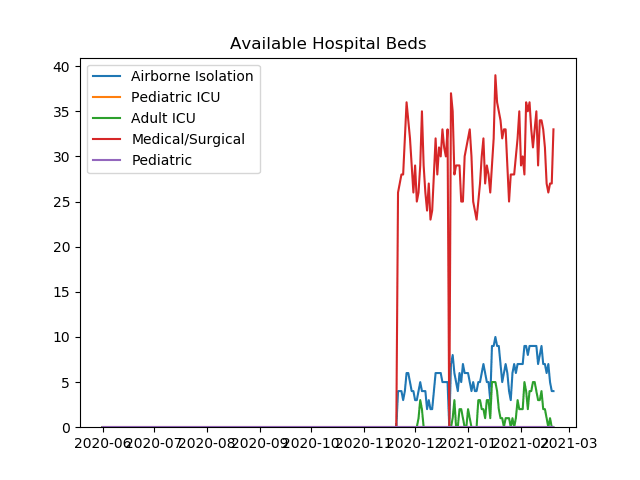 Available Hospital Beds
Airborne Isolation
Pediatric ICU
Adult ICU
Medical/Surgical
Pediatric
40
35
30
25
20
15
10
5
0
2020-06 2020-07 2020-08 2020-09 2020-10 2020-11 2020-12 2021-01 2021-02 2021-03